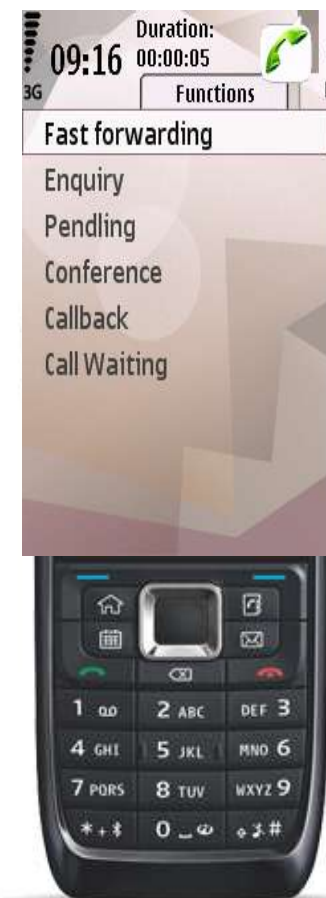 Duration:
09:16 00:00:05
3G
Functions
Fast forwarding
Enquiry
Pendling
Conference
Callback
Call Waiting
1
2 ABC DEF 3
4 GHI 5 JKL MNO 6
7 PQRS 8 TUV WXYZ 9
* + 0 #